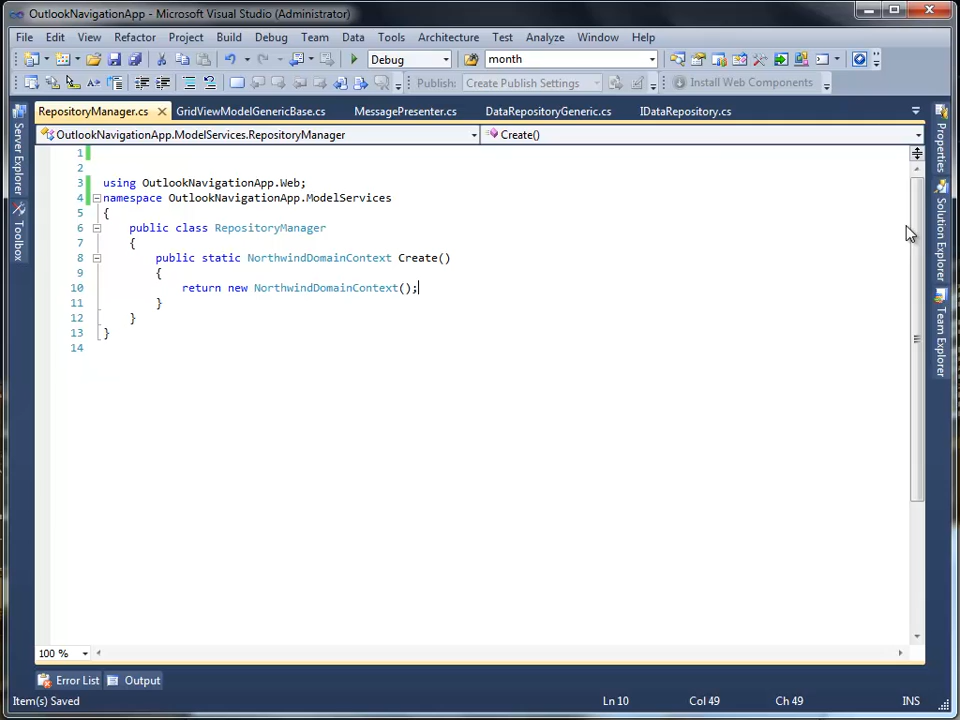 OutlookNavigationApp - Microsoft Visual Studio (Administrator)
File Edit View Refactor Project Build Debug Team Data Tools Architecture Test Analyze Window Help
Debug month
Publish: Create Publish Settings Install Web Components
RepositoryManager.cs GridViewModelGenericBase.cs MessagePresenter.cs DataRepositoryGeneric.cs IDataRepository.cs
OutlookNavigationApp.ModelServices.RepositoryManager Create()
1
2
3 using OutlookNavigationApp.Web;
4 namespace OutlookNavigationApp.ModelServices
5 {
6 public class RepositoryManager
7 {
8 public static NorthwindDomainContext Create()
9 {
10 return new NorthwindDomainContext();
11 }
12 }
13 }
14
Server Explorer
Toolbox
Properties
Solution Explorer
Team Explorer
100 %
Error List Output
Item(s) Saved Ln 10 Col 49 Ch 49 INS